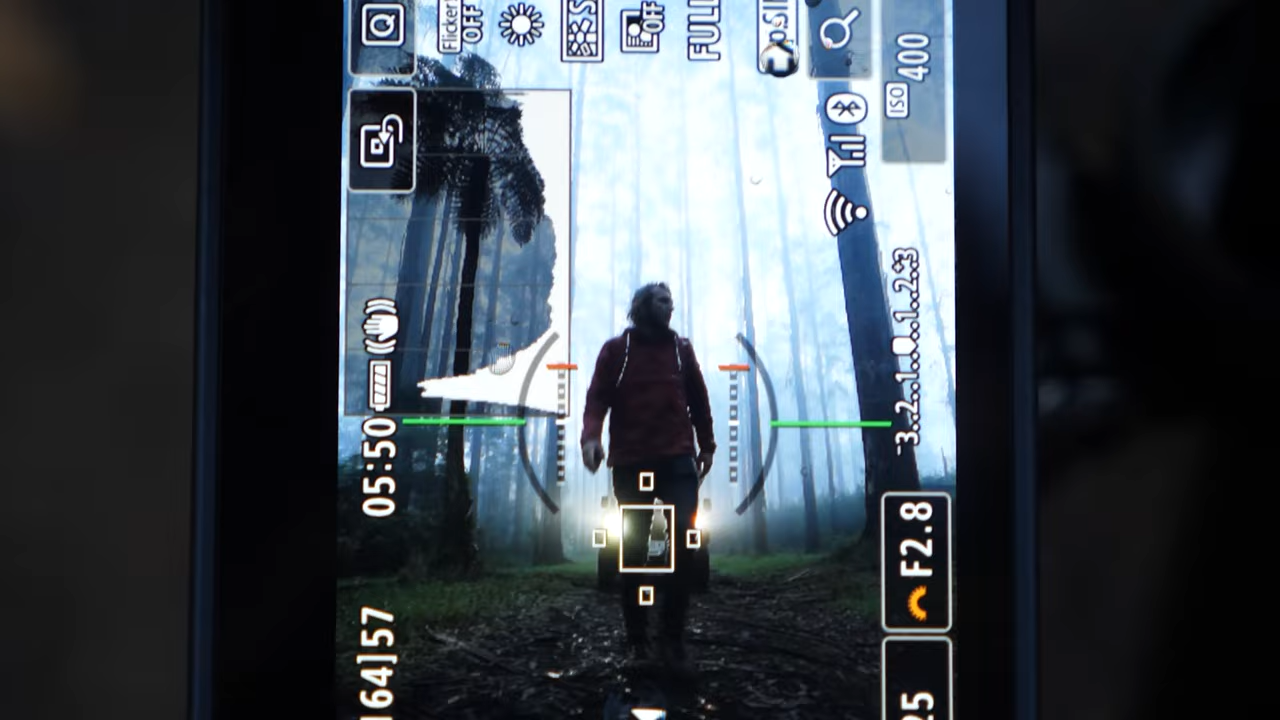 Q
Flicker
OFF
S
OFF
FULL
ISO 400
-3..2..1..0..1..2.+3
F2.8
25
05:50
164]57
M